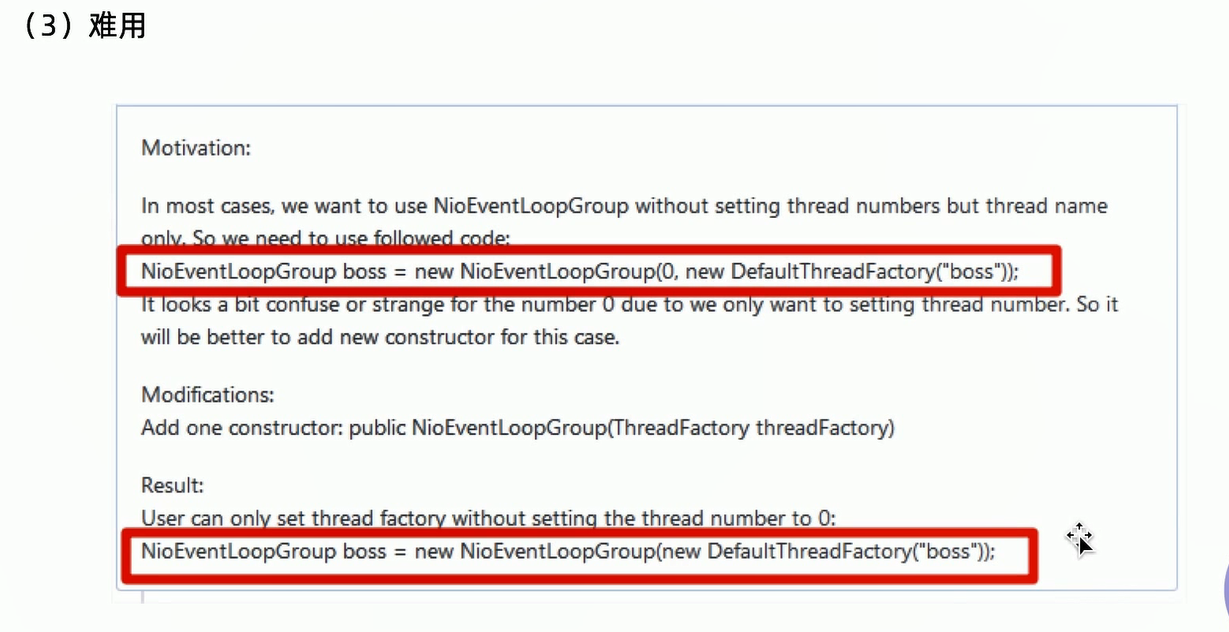 （3）难用
Motivation:
In most cases, we want to use NioEventLoopGroup without setting thread numbers but thread name
only. So we need to use followed code:
NioEventLoopGroup boss = new NioEventLoopGroup(0, new DefaultThreadFactory("boss"));
It looks a bit confuse or strange for the number 0 due to we only want to setting thread number. So it
will be better to add new constructor for this case.
Modifications:
Add one constructor: public NioEventLoopGroup(ThreadFactory threadFactory)
Result:
User can only set thread factory without setting the thread number to 0:
NioEventLoopGroup boss = new NioEventLoopGroup(new DefaultThreadFactory("boss"));